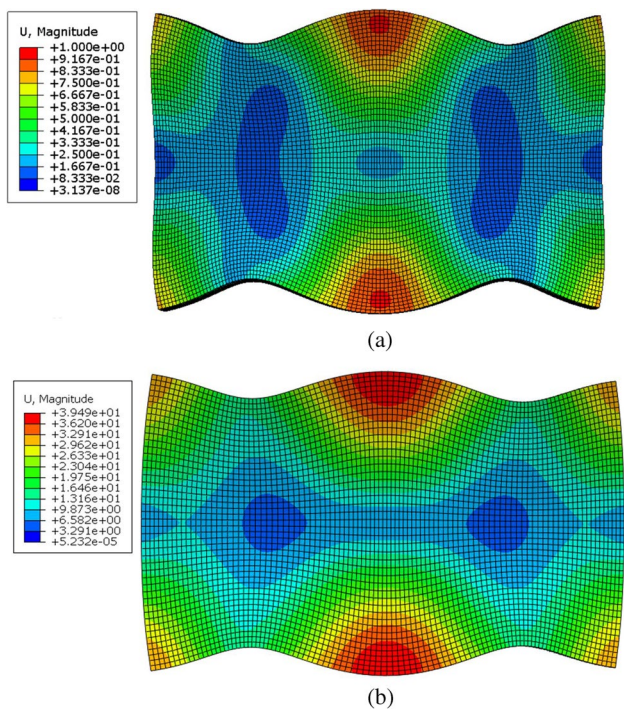 U, Magnitude
+1.000e+00
+9.167e-01
+8.333e-01
+7.500e-01
+6.667e-01
+5.833e-01
+5.000e-01
+4.167e-01
+3.333e-01
+2.500e-01
+1.667e-01
+8.333e-02
+3.137e-08
(a)
U, Magnitude
+3.949e+01
+3.620e+01
+3.291e+01
+2.962e+01
+2.633e+01
+2.304e+01
+1.975e+01
+1.646e+01
+1.316e+01
+9.873e+00
+6.582e+00
+3.291e+00
+5.232e-05
(b)